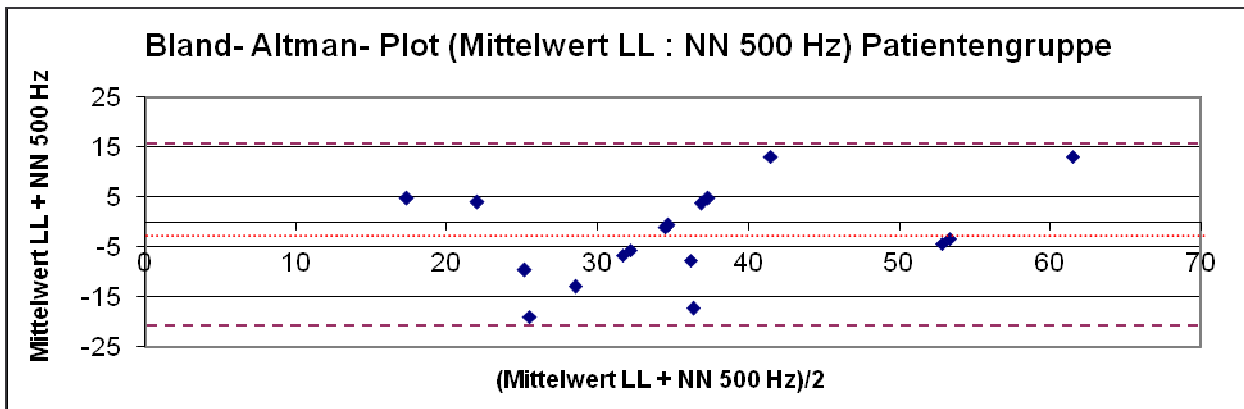 Bland- Altman- Plot (Mittelwert LL : NN 500 Hz) Patientengruppe
Mittelwert LL + NN 500 Hz
25
15
5
-5
-15
-25
0 10 20 30 40 50 60 70
(Mittelwert LL + NN 500 Hz)/2